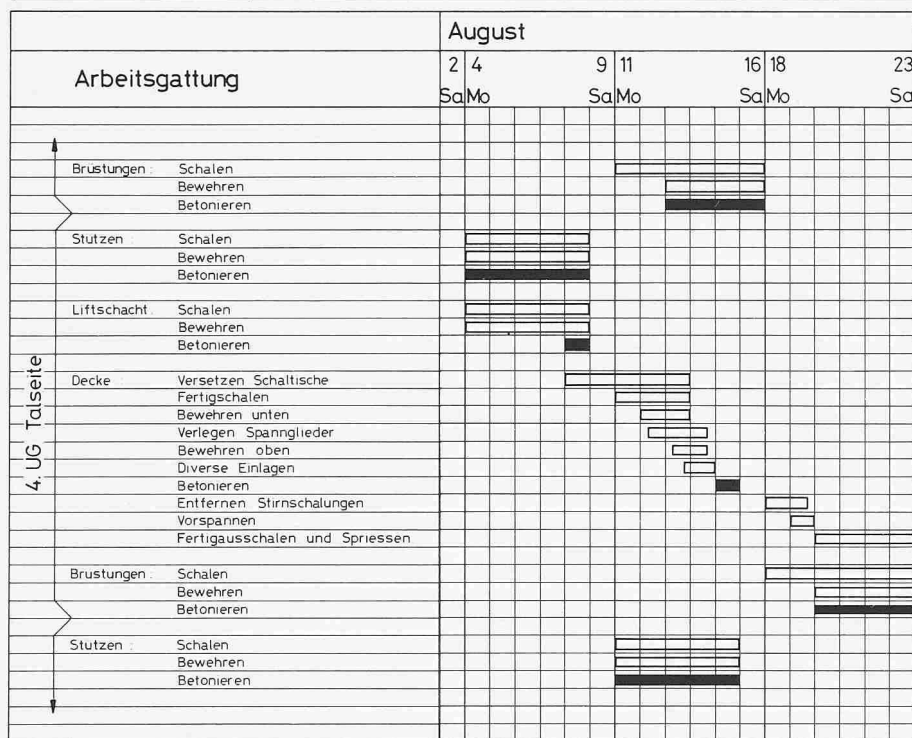 August
Arbeitsgattung
2 4 9 11 16 18 23
Sa Mo Sa Mo Sa Mo Sa
4. UG Talseite
Brüstungen: Schalen
Bewehren
Betonieren
Stutzen: Schalen
Bewehren
Betonieren
Liftschacht: Schalen
Bewehren
Betonieren
Decke: Versetzen Schaltische
Fertigschalen
Bewehren unten
Verlegen Spannglieder
Bewehren oben
Diverse Einlagen
Betonieren
Entfernen Stirnschalungen
Vorspannen
Fertigausschalen und Spriessen
Brustungen: Schalen
Bewehren
Betonieren
Stutzen: Schalen
Bewehren
Betonieren